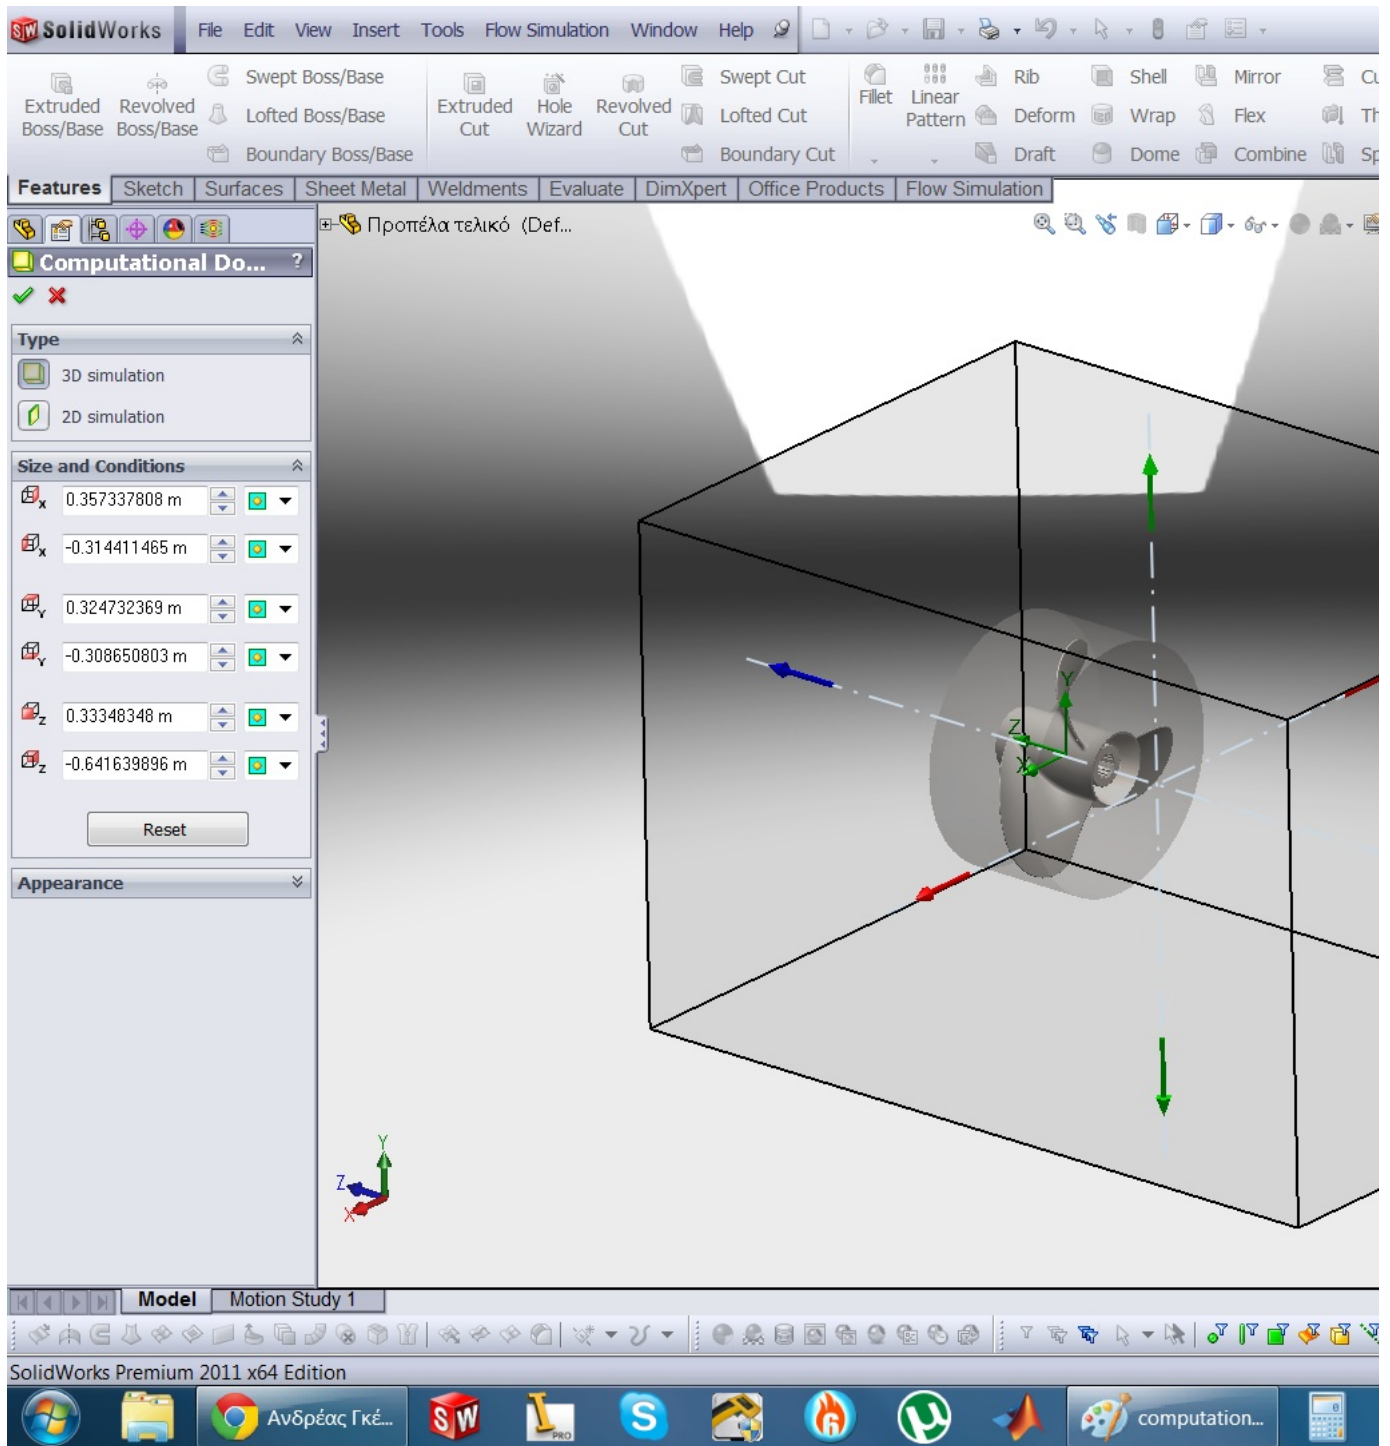 SolidWorks File Edit View Insert Tools Flow Simulation Window Help
Extruded Boss/Base
Revolved Boss/Base
Swept Boss/Base
Lofted Boss/Base
Boundary Boss/Base
Extruded Cut
Hole Wizard
Revolved Cut
Swept Cut
Lofted Cut
Boundary Cut
Fillet
Linear Pattern
Rib
Deform
Draft
Shell
Wrap
Dome
Mirror
Flex
Combine
Cu
Th
Sp
Features Sketch Surfaces Sheet Metal Weldments Evaluate DimXpert Office Products Flow Simulation
Προπέλα τελικό (Def...
Computational Do... ?
Type
3D simulation
2D simulation
Size and Conditions
X 0.357337808 m
X -0.314411465 m
Y 0.324732369 m
Y -0.308650803 m
Z 0.33348348 m
Z -0.641639896 m
Reset
Appearance
Y
Z
X
Y
Z
X
Model Motion Study 1
SolidWorks Premium 2011 x64 Edition
Ανδρέας Γκέ...
SW
PRO
computation...